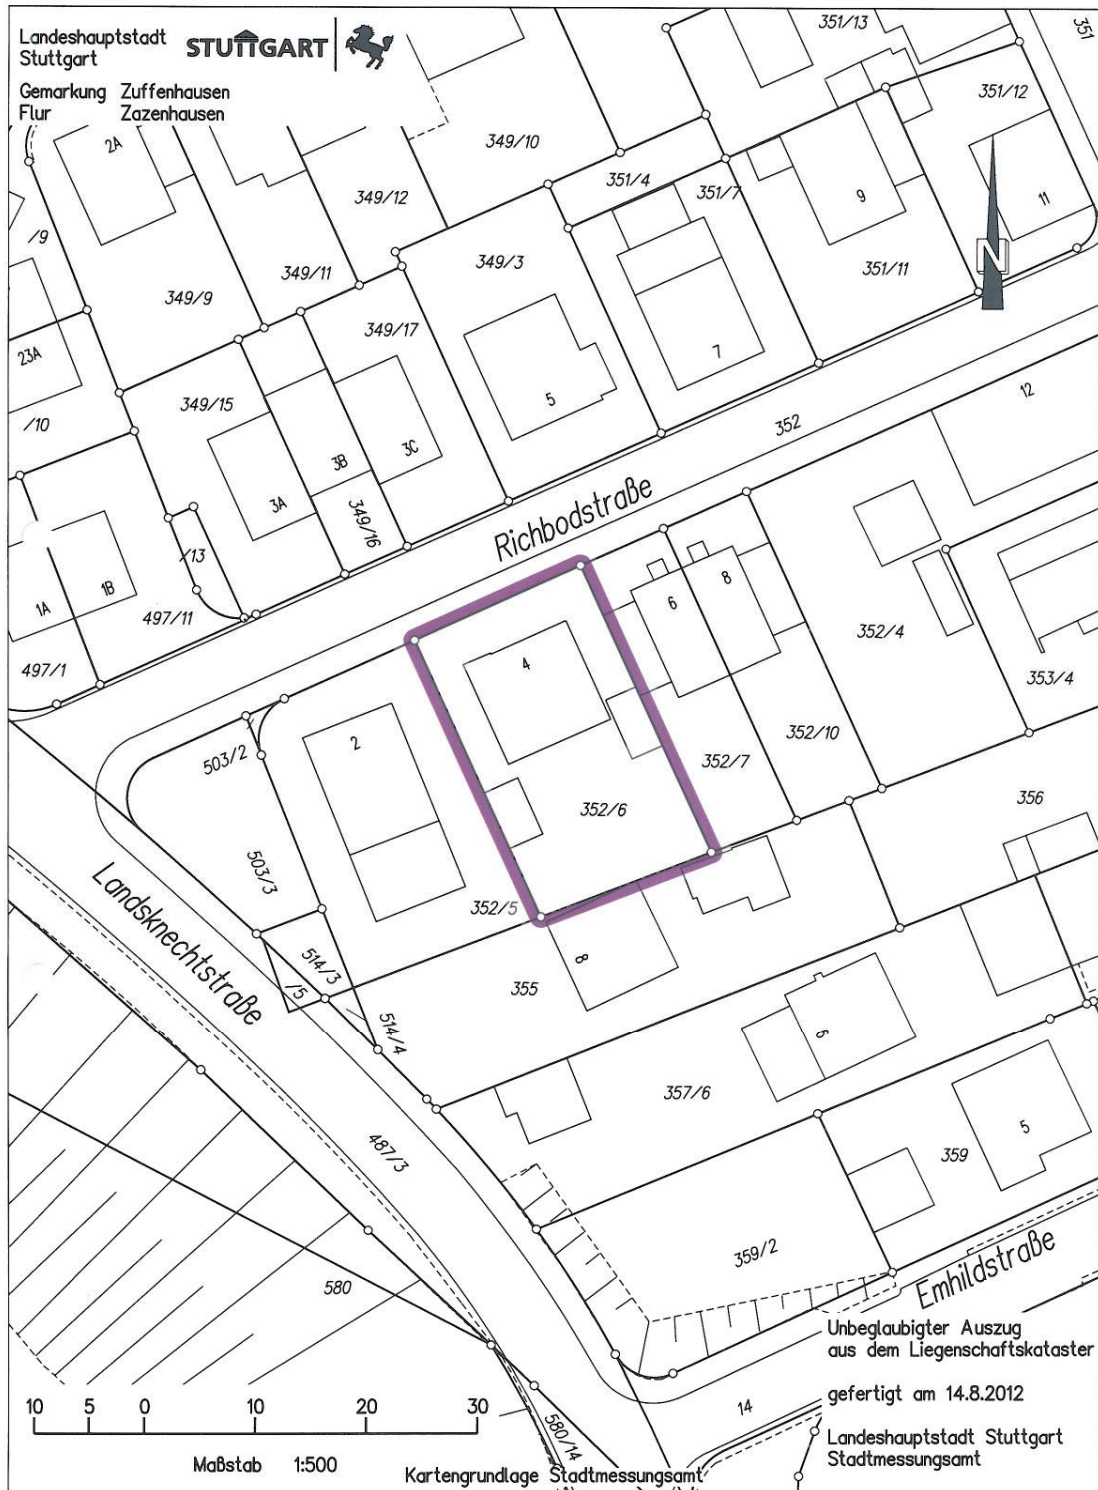 Landeshauptstadt
Stuttgart
STUTTGART
Gemarkung Zuffenhausen
Flur Zazenhausen
351/13
351
2A
349/10
351/12
351/4
349/12
351/7
9
11
/9
349/11
349/3
351/11
N
349/9
349/17
23A
7
5
349/15
/10
352
12
3B
3C
3A
349/16
Richbodstraße
/13
1B
1A
497/11
8
6
497/1
4
352/4
353/4
2
503/2
352/7
352/10
352/6
356
503/3
352/5
Landsknechtstraße
514/3
/5
8
355
514/4
6
357/6
487/3
5
359
359/2
580
Emhildstraße
Unbeglaubigter Auszug
aus dem Liegenschaftskataster
gefertigt am 14.8.2012
10 5 0 10 20 30
14
580/14
Landeshauptstadt Stuttgart
Stadtmessungsamt
Maßstab 1:500
Kartengrundlage Stadtmessungsamt